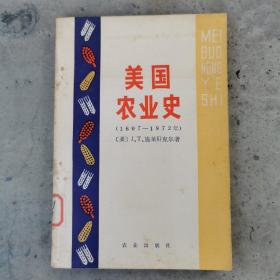 美国
农业史
(1607—1972年)
〔美〕J.T.施莱贝克尔著
农业出版社
MEI
GUO
NONG
YE
SHI